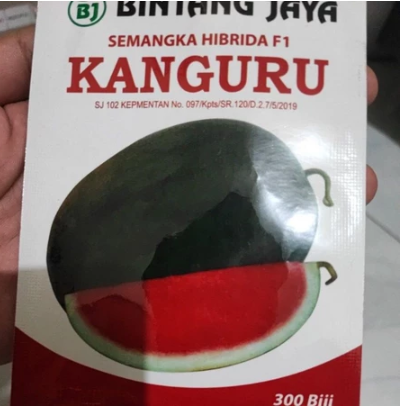 BJ BINTANG JAYA
SEMANGKA HIBRIDA F1
KANGURU
SJ 102 KEPMENTAN No. 097/Kpts/SR.120/D.2.7/5/2019
300 Biji